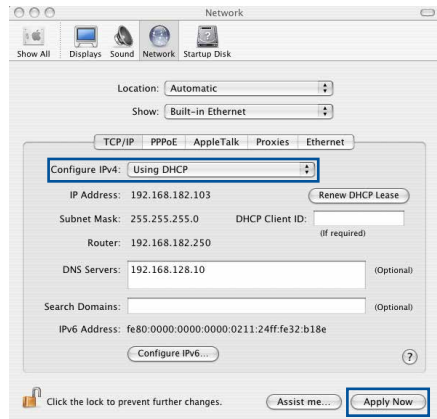 Network
Show All Displays Sound Network Startup Disk
Location: Automatic
Show: Built-in Ethernet
TCP/IP PPPoE AppleTalk Proxies Ethernet
Configure IPv4: Using DHCP
IP Address: 192.168.182.103 Renew DHCP Lease
Subnet Mask: 255.255.255.0 DHCP Client ID:
(If required)
Router: 192.168.182.250
DNS Servers: 192.168.128.10 (Optional)
Search Domains: (Optional)
IPv6 Address: fe80:0000:0000:0000:0211:24ff:fe32:b18e
Configure IPv6... ?
Click the lock to prevent further changes. Assist me... Apply Now